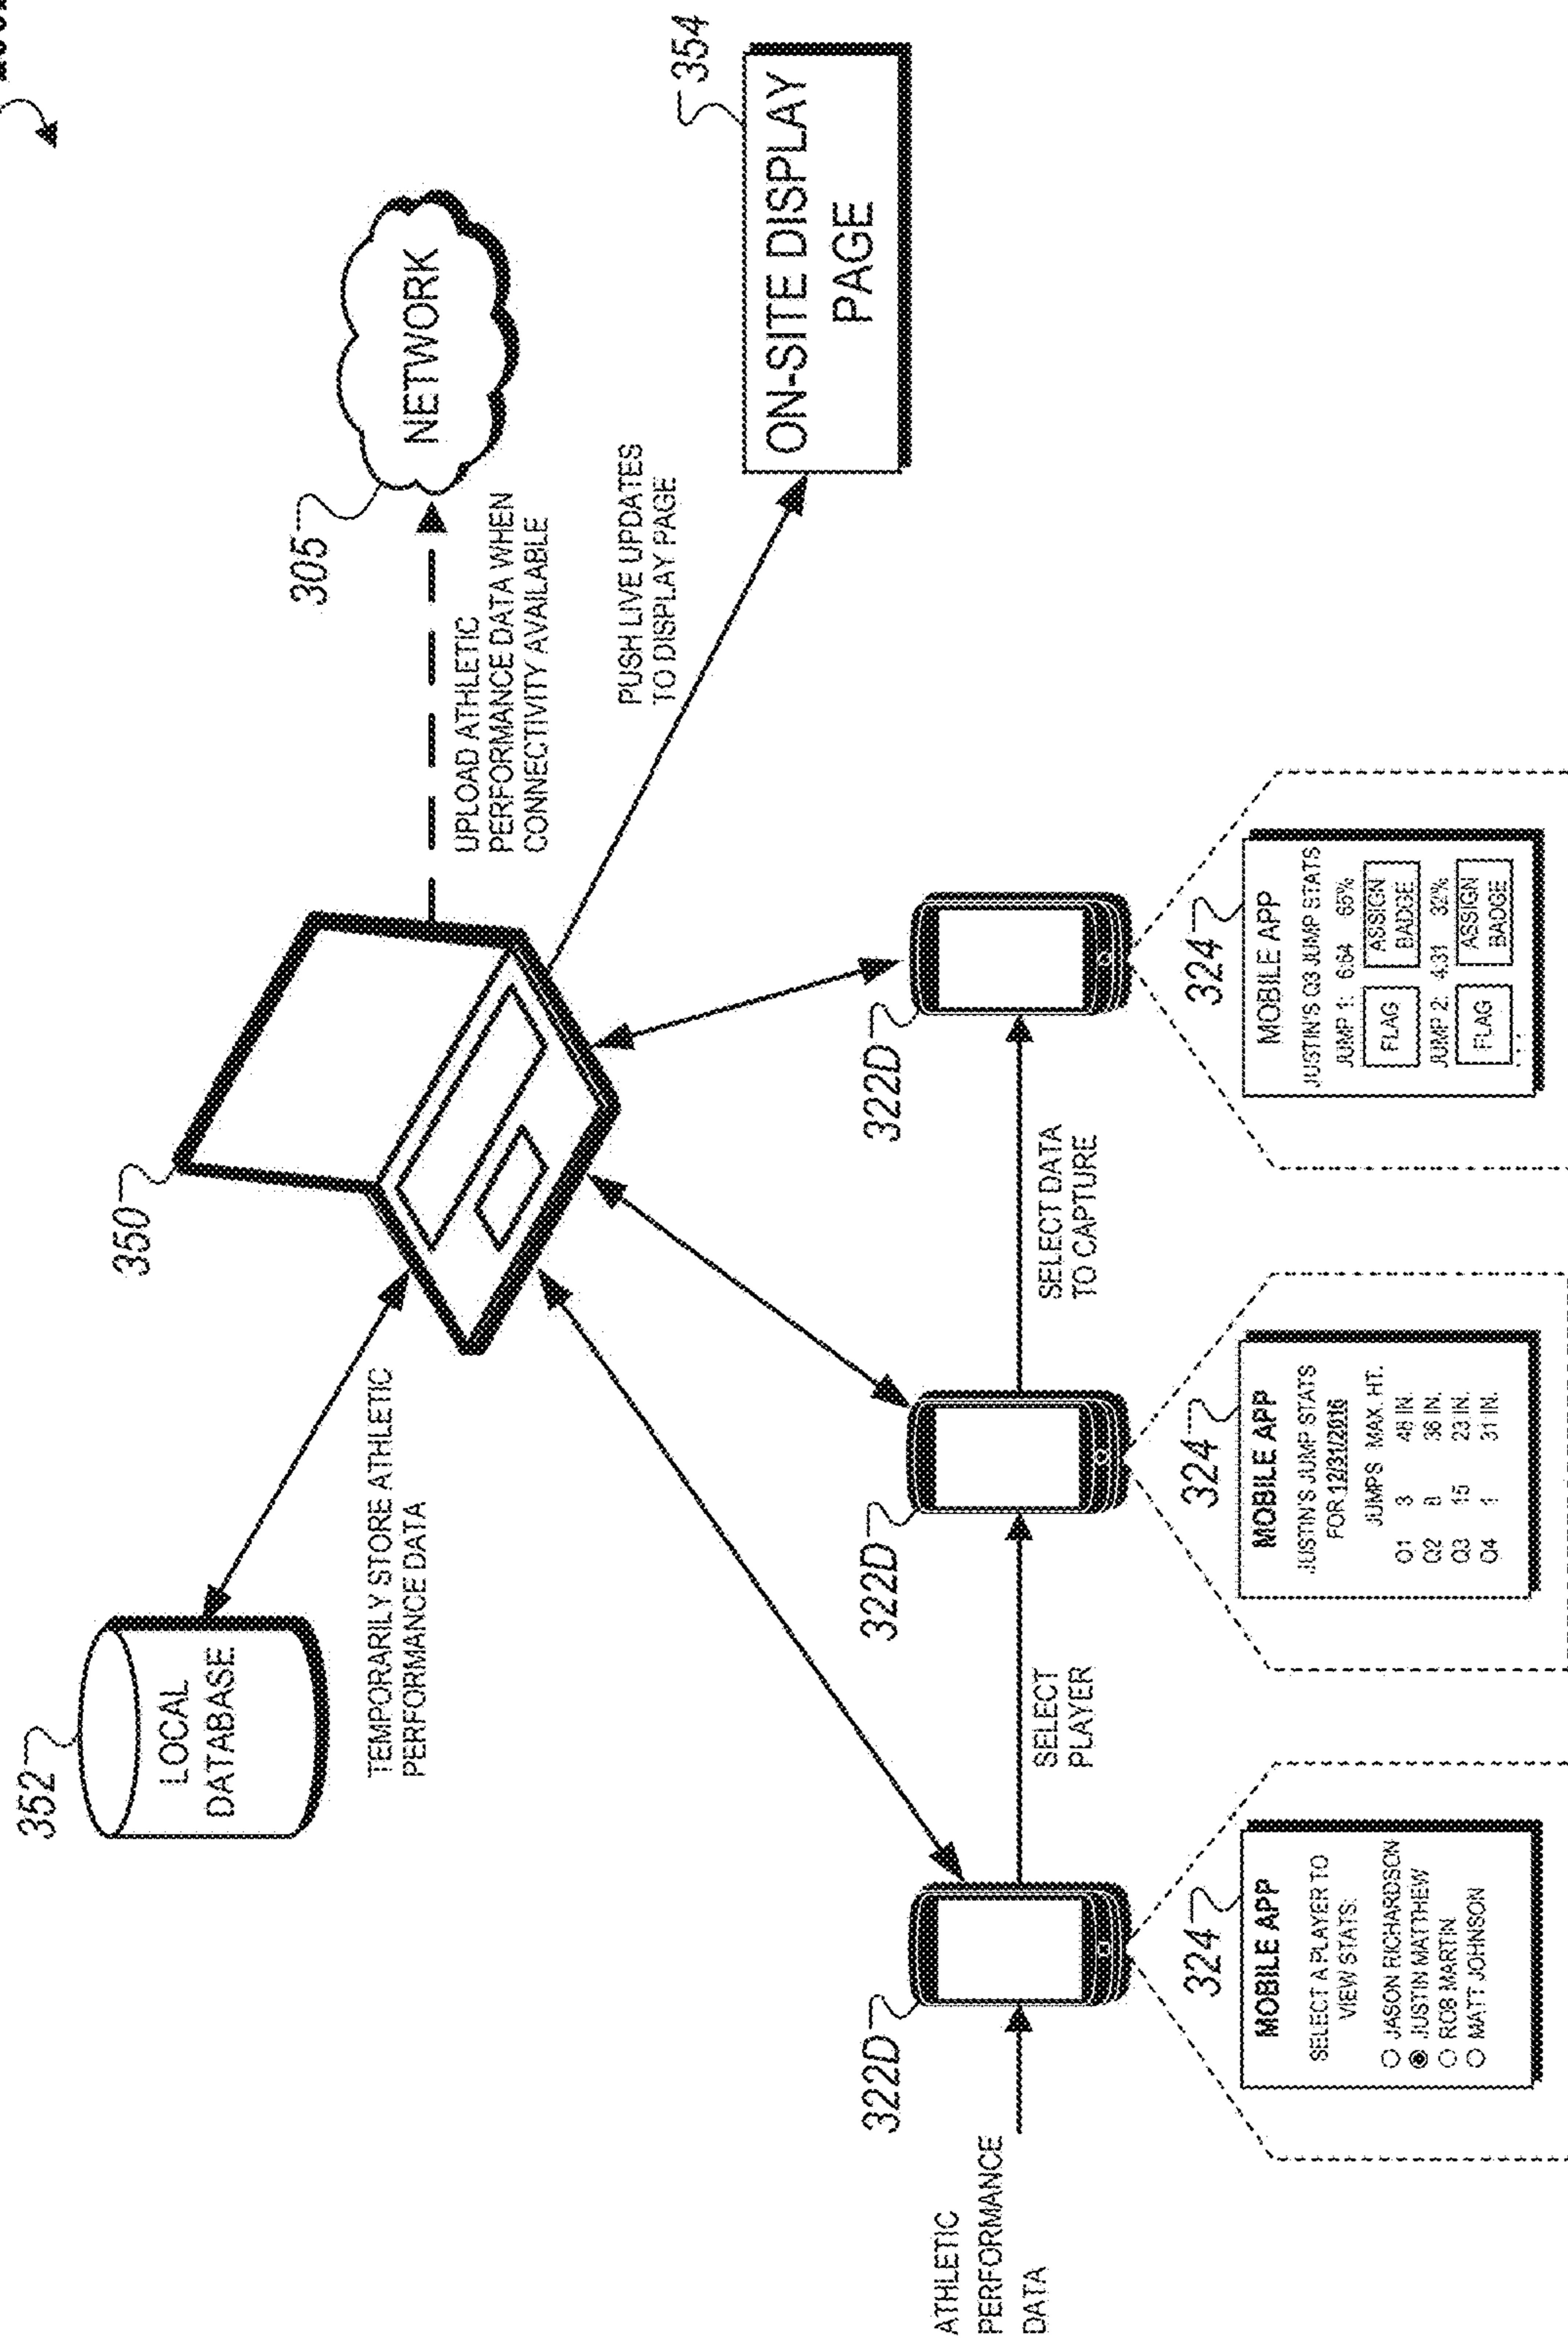 352
LOCAL
DATABASE
TEMPORARILY STORE ATHLETIC
PERFORMANCE DATA
350
305
NETWORK
UPLOAD ATHLETIC
PERFORMANCE DATA WHEN
CONNECTIVITY AVAILABLE
PUSH LIVE UPDATES
TO DISPLAY PAGE
354
ON-SITE DISPLAY
PAGE
ATHLETIC
PERFORMANCE
DATA
322D
SELECT
PLAYER
322D
SELECT DATA
TO CAPTURE
322D
324
MOBILE APP
SELECT A PLAYER TO
VIEW STATS:
JASON RICHARDSON
JUSTIN MATTHEW
ROB MARTIN
MATT JOHNSON
324
MOBILE APP
JUSTIN'S JUMP STATS
FOR 12/31/2016
JUMPS MAX. HT.
Q1 3 48 IN.
Q2 8 36 IN.
Q3 15 23 IN.
Q4 1 31 IN.
324
MOBILE APP
JUSTIN'S Q3 JUMP STATS
JUMP 1: 6:64 65%
FLAG
ASSIGN
BADGE
JUMP 2: 4:31 32%
FLAG
ASSIGN
BADGE
...